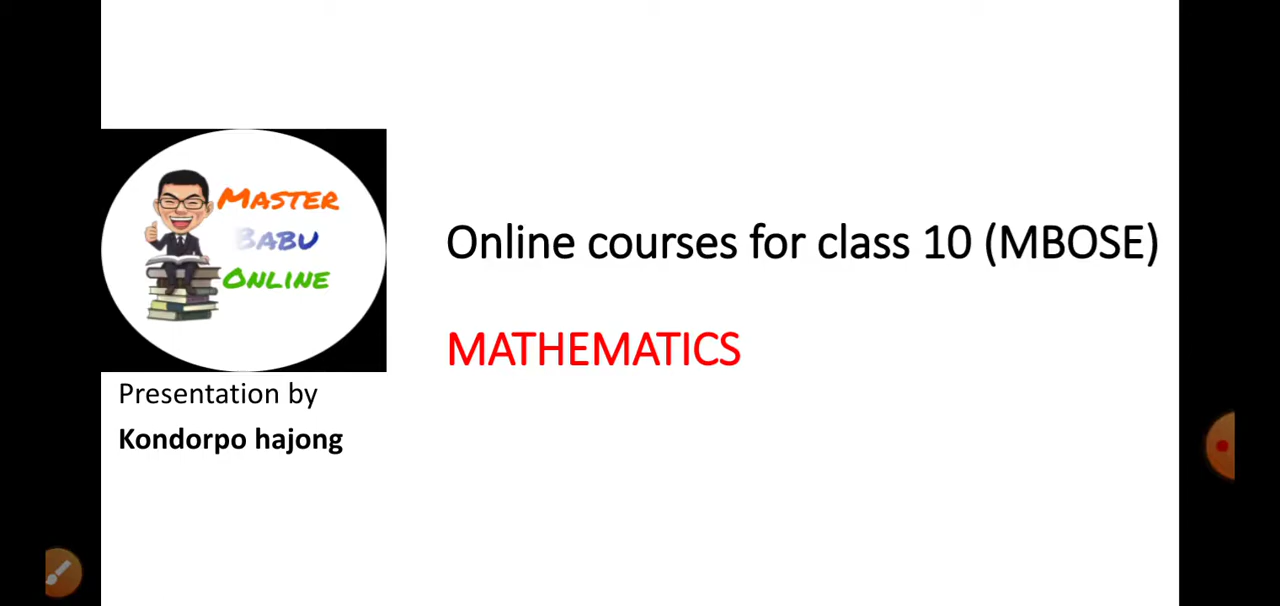 MASTER
BABU
ONLINE
Online courses for class 10 (MBOSE)
MATHEMATICS
Presentation by
Kondorpo hajong